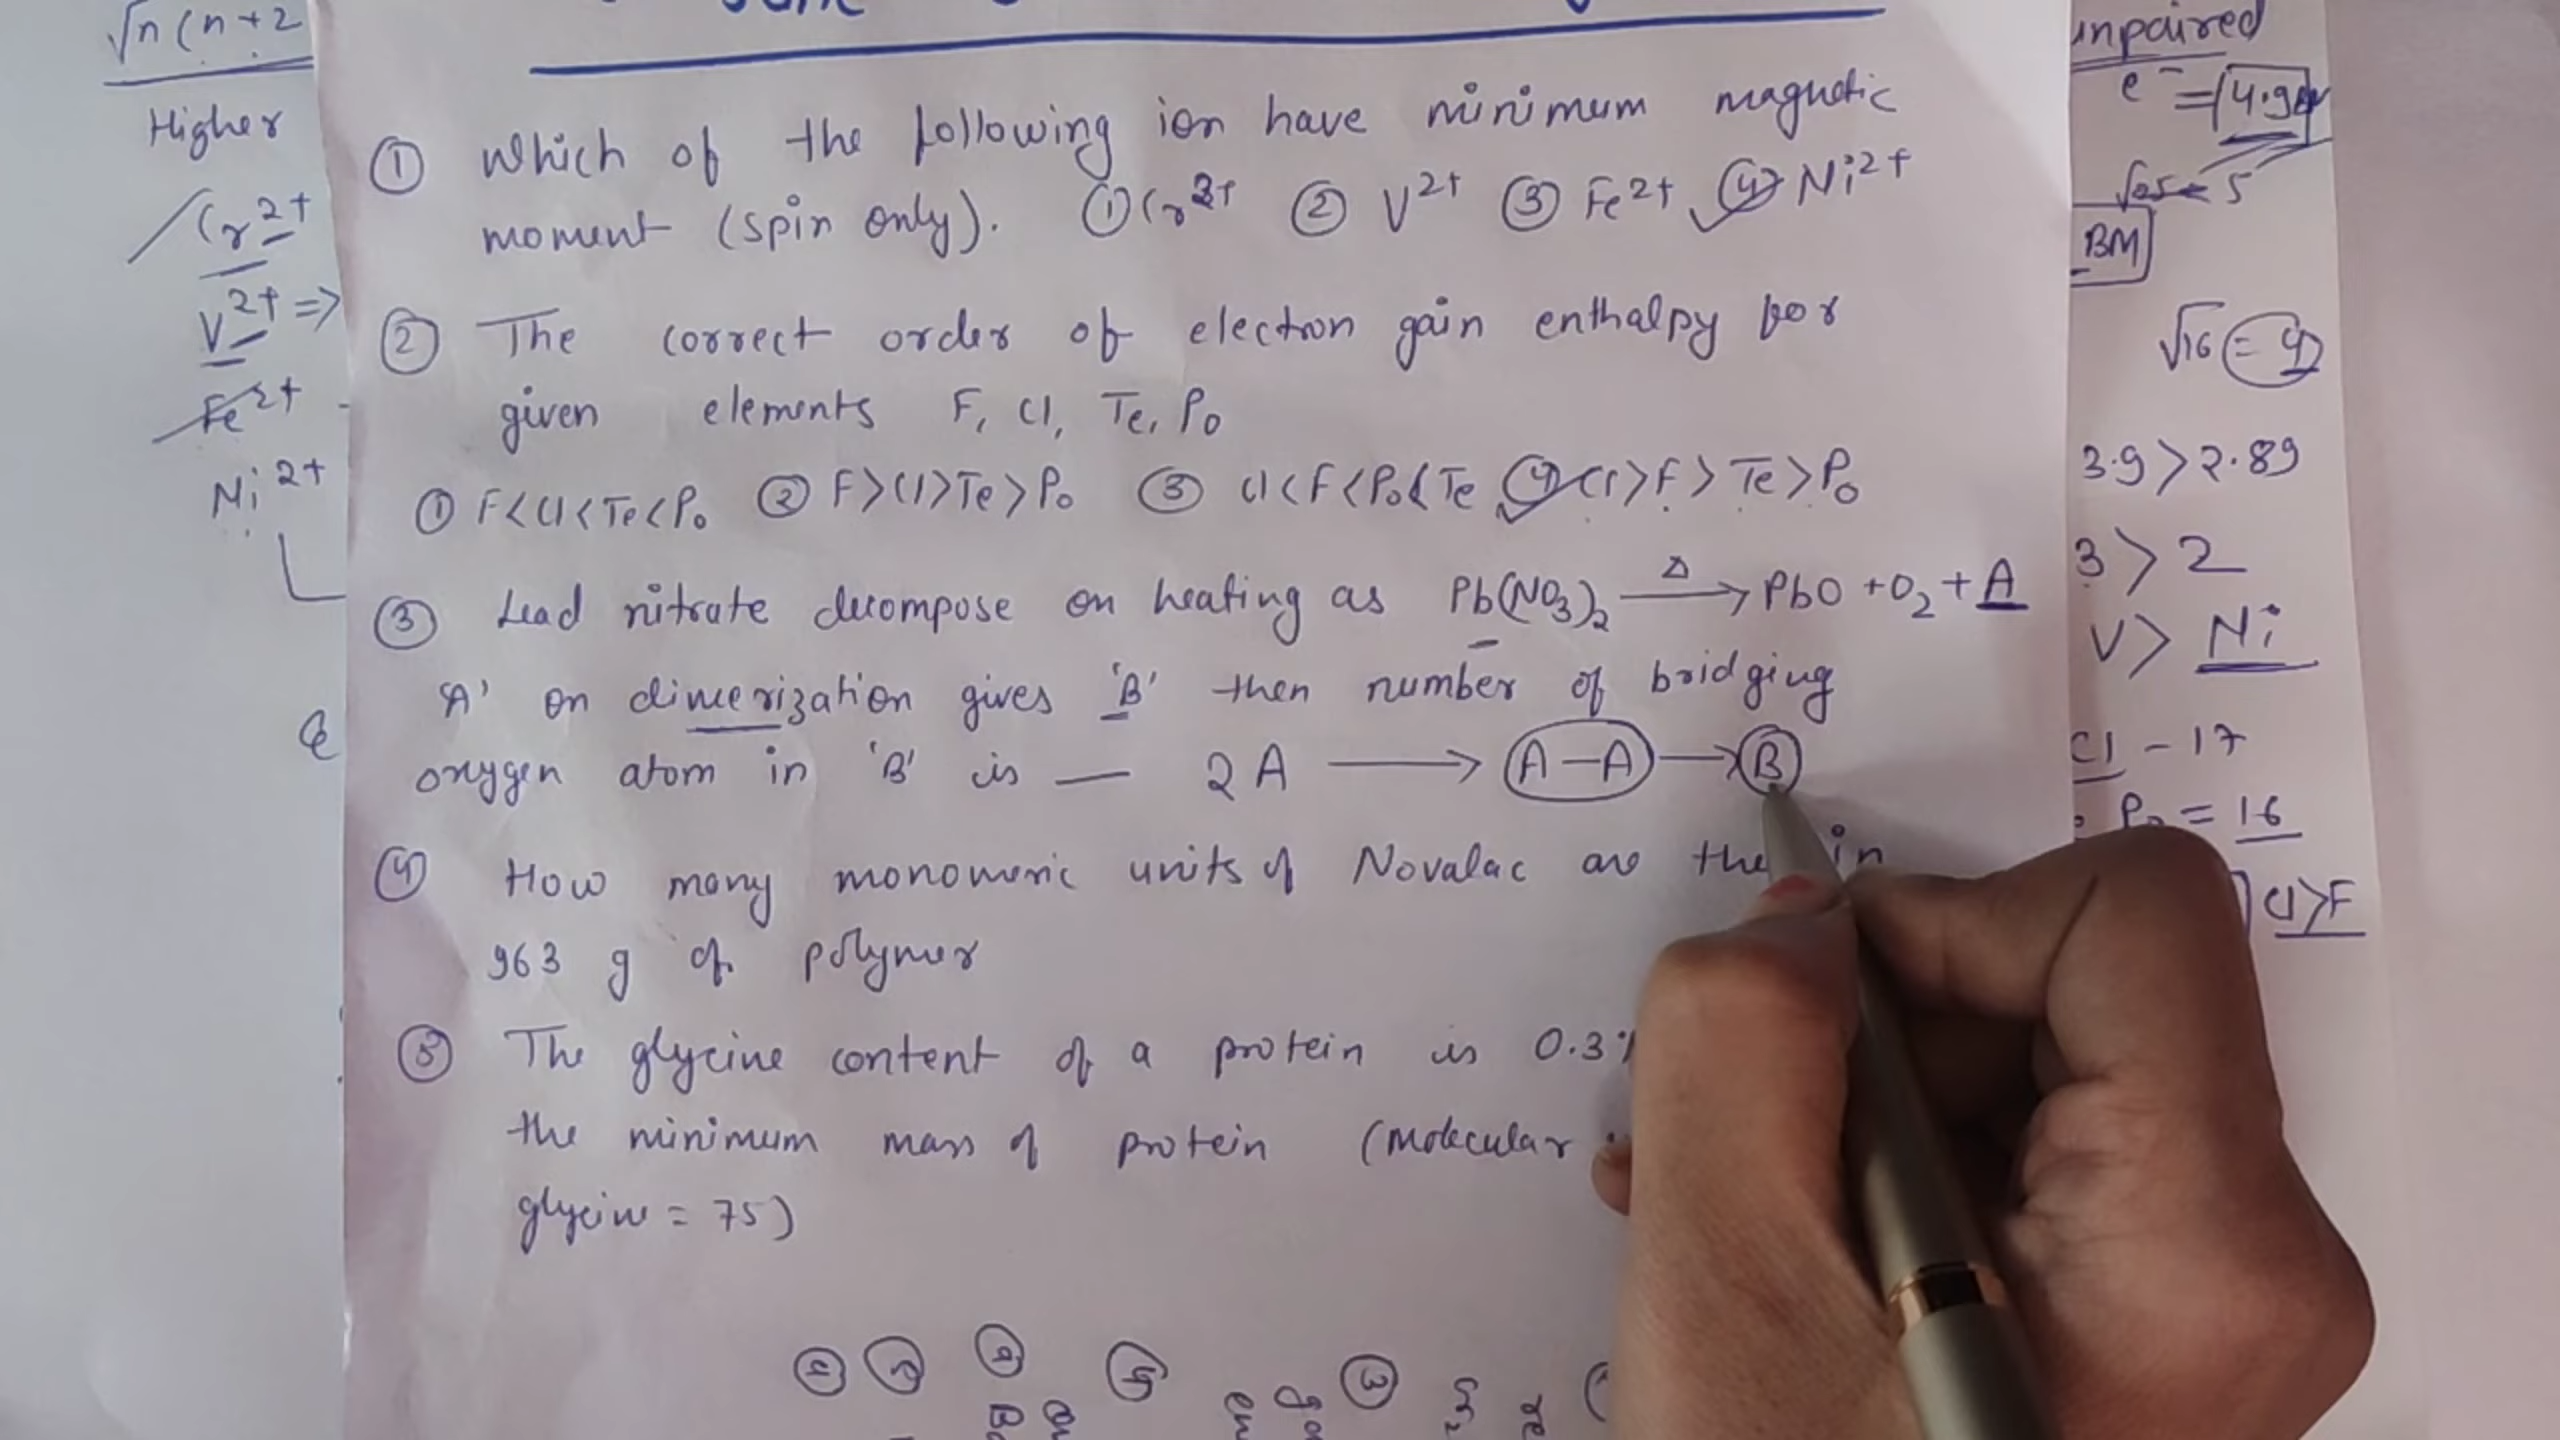 √n(n+2
Higher
Cr2+
V2+ =>
Fe2+
Ni2+
① Which of the following ion have minimum magnetic
moment (spin only). ① Cr2+ ② V2+ ③ Fe2+ ④ Ni2+
② The correct order of electron gain enthalpy for
given elements F, Cl, Te, Po
① F<Cl<Te<Po ② F>Cl>Te>Po ③ Cl<F<Po<Te ④ Cl>F>Te>Po
③ Lead nitrate decompose on heating as Pb(NO3)2 —Δ→ PbO + O2 + A
'A' on dimerization gives 'B' then number of bridging
oxygen atom in 'B' is — 2A → A–A → B
④ How many monomeric units of Novalac are the in
963 g of polymer
⑤ The glycine content of a protein is 0.3%
the minimum mass of protein (molecular
glycine = 75)
unpaired
e- = 4.9
BM
√16 = 4
3.9 > 2.89
3 > 2
V > Ni
Cl - 17
Po = 16
Cl>F